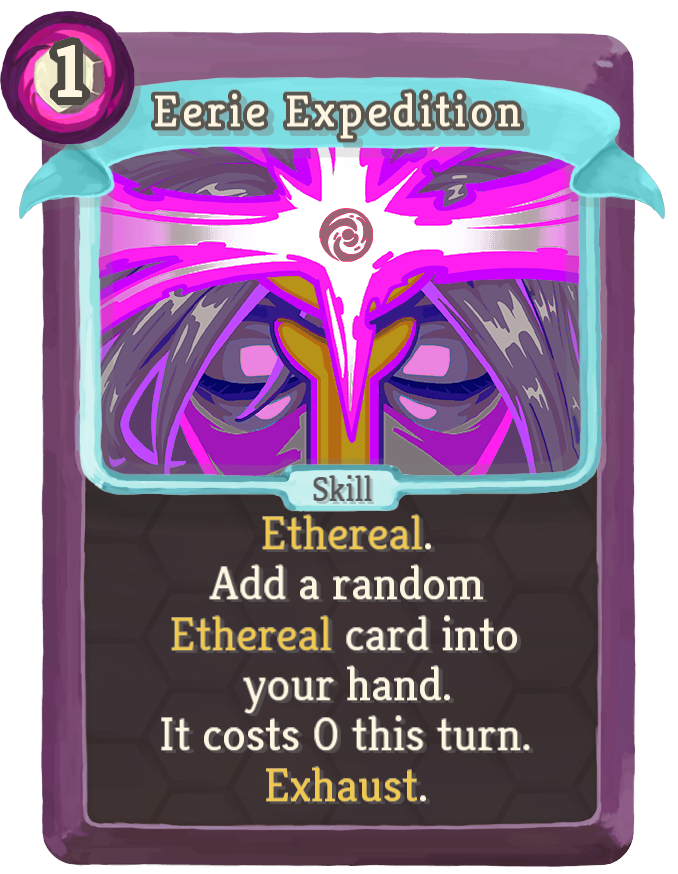 1
Eerie Expedition
Skill
Ethereal.
Add a random
Ethereal card into
your hand.
It costs 0 this turn.
Exhaust.